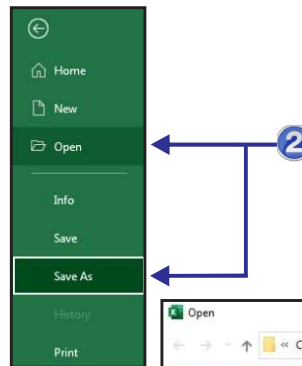 Home
New
Open
2
Info
Save
Save As
History
Print
Open
« C